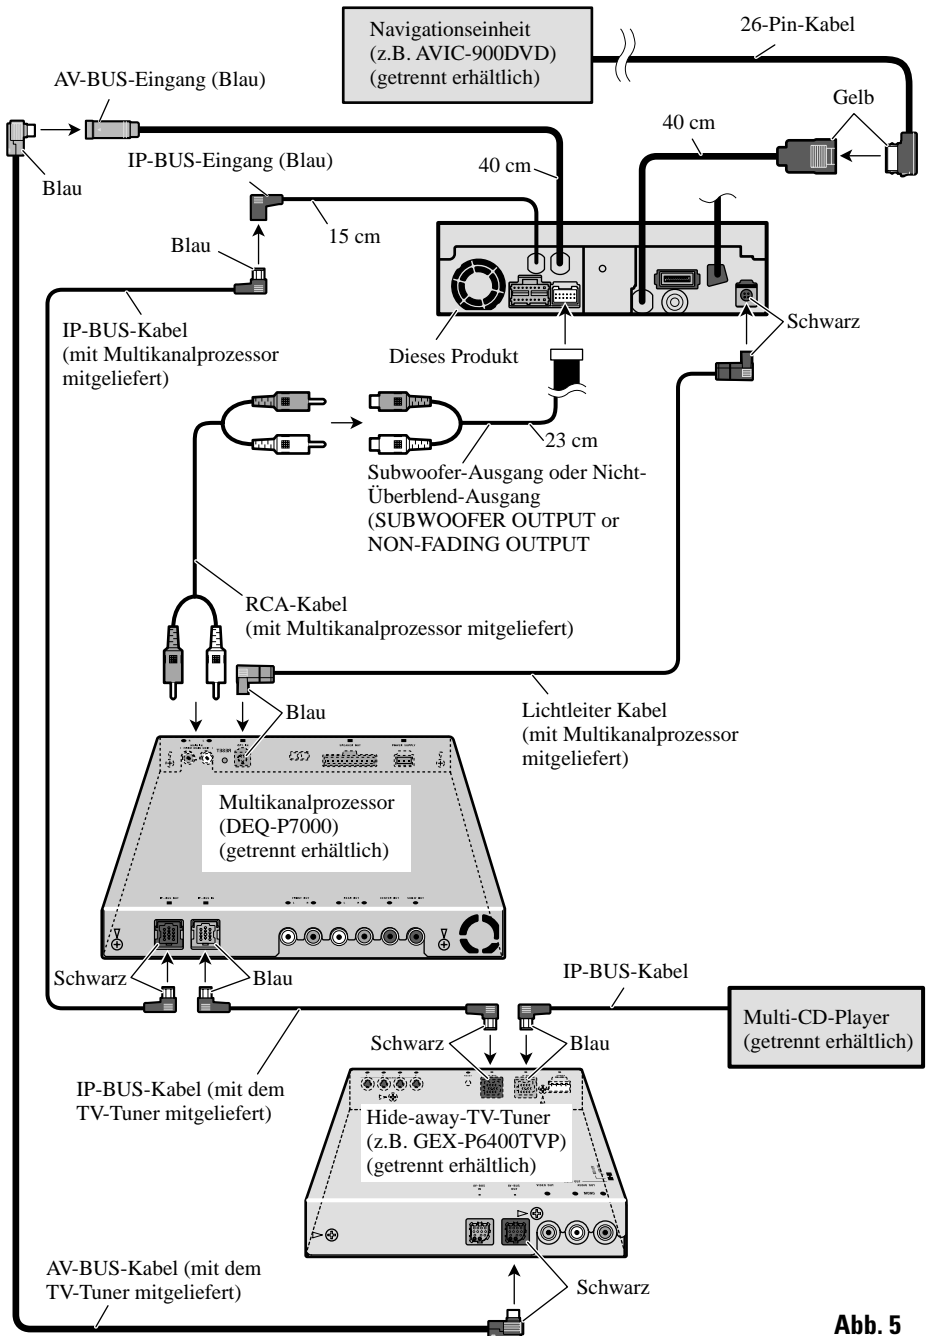 Navigationseinheit
(z.B. AVIC-900DVD)
(getrennt erhältlich)
26-Pin-Kabel
AV-BUS-Eingang (Blau)
Gelb
40 cm
Blau
IP-BUS-Eingang (Blau)
40 cm
15 cm
Blau
IP-BUS-Kabel
(mit Multikanalprozessor
mitgeliefert)
Dieses Produkt
Schwarz
23 cm
Subwoofer-Ausgang oder Nicht-
Überblend-Ausgang
(SUBWOOFER OUTPUT or
NON-FADING OUTPUT
RCA-Kabel
(mit Multikanalprozessor mitgeliefert)
Blau
Lichtleiter Kabel
(mit Multikanalprozessor
mitgeliefert)
Multikanalprozessor
(DEQ-P7000)
(getrennt erhältlich)
Schwarz
Blau
IP-BUS-Kabel
Multi-CD-Player
(getrennt erhältlich)
Schwarz
Blau
IP-BUS-Kabel (mit dem
TV-Tuner mitgeliefert)
Hide-away-TV-Tuner
(z.B. GEX-P6400TVP)
(getrennt erhältlich)
AV-BUS-Kabel (mit dem
TV-Tuner mitgeliefert)
Schwarz
Abb. 5